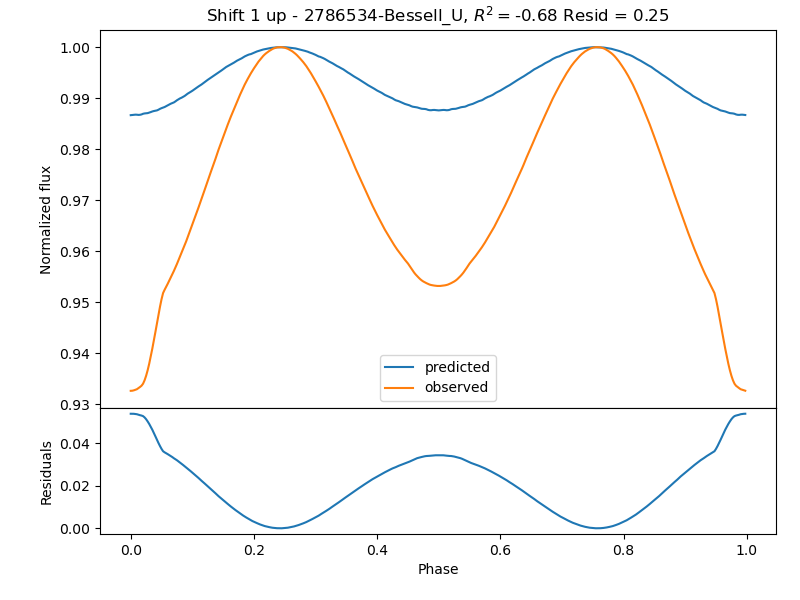 Shift 1 up - 2786534-Bessell_U, R² = -0.68 Resid = 0.25
Normalized flux
1.00
0.99
0.98
0.97
0.96
0.95
0.94
0.93
predicted
observed
Residuals
0.04
0.02
0.00
0.0
0.2
0.4
0.6
0.8
1.0
Phase